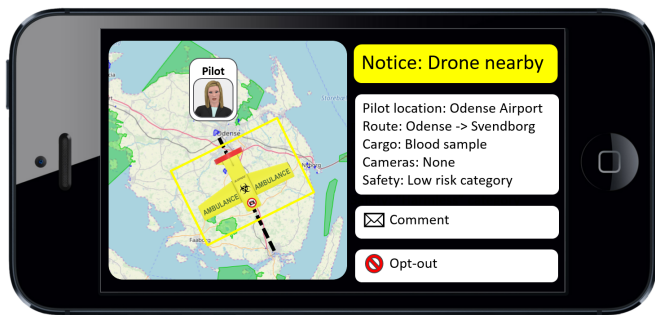 Pilot
Odense
AMBULANCE
AMBULANCE
Notice: Drone nearby
Pilot location: Odense Airport
Route: Odense -> Svendborg
Cargo: Blood sample
Cameras: None
Safety: Low risk category
Comment
Opt-out